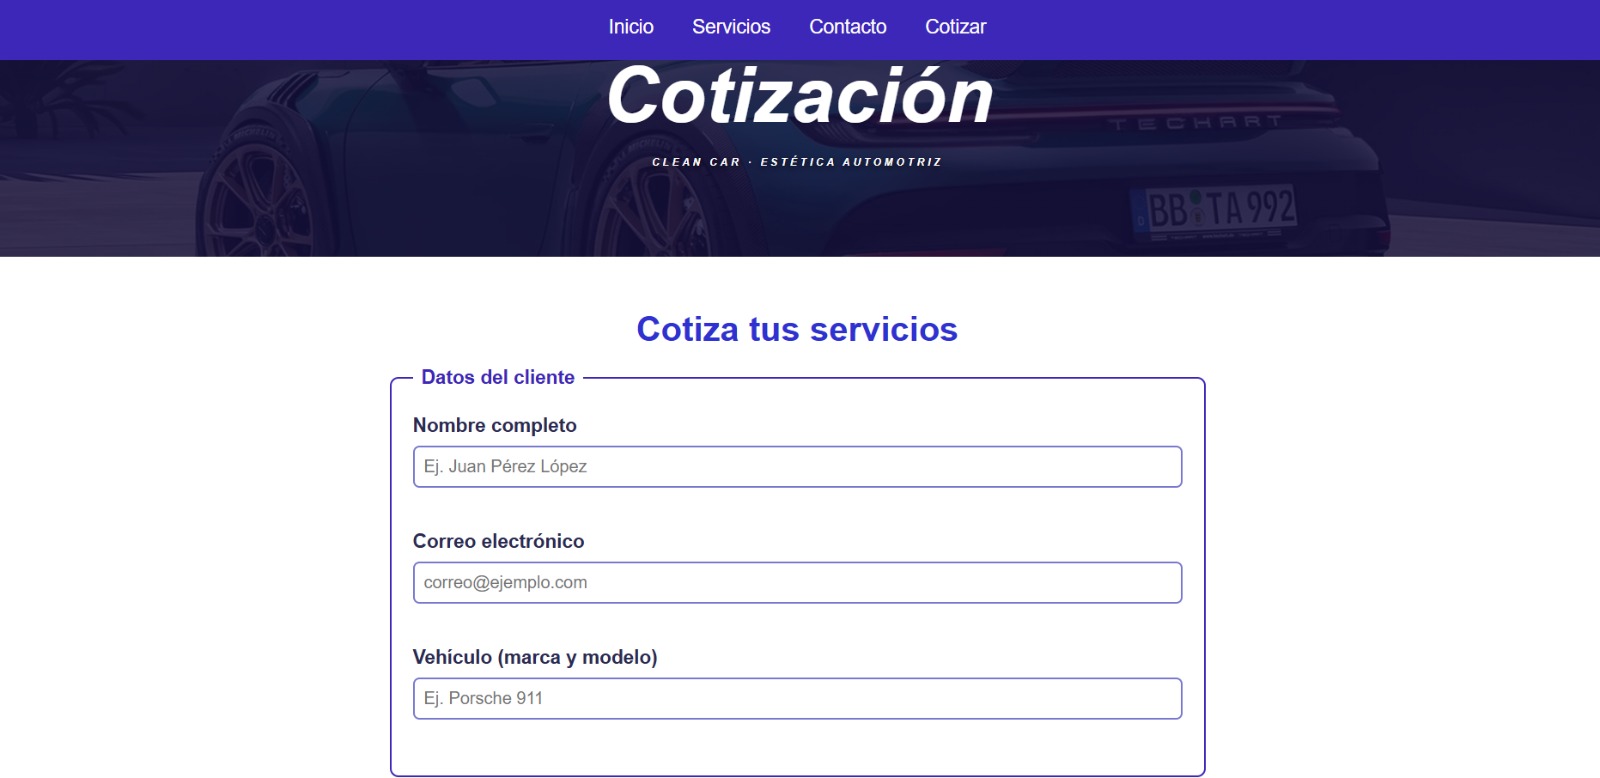 Inicio Servicios Contacto Cotizar
Cotización
CLEAN CAR · ESTÉTICA AUTOMOTRIZ
TECHART
BB TA 992
Cotiza tus servicios
Datos del cliente
Nombre completo
Ej. Juan Pérez López
Correo electrónico
correo@ejemplo.com
Vehículo (marca y modelo)
Ej. Porsche 911